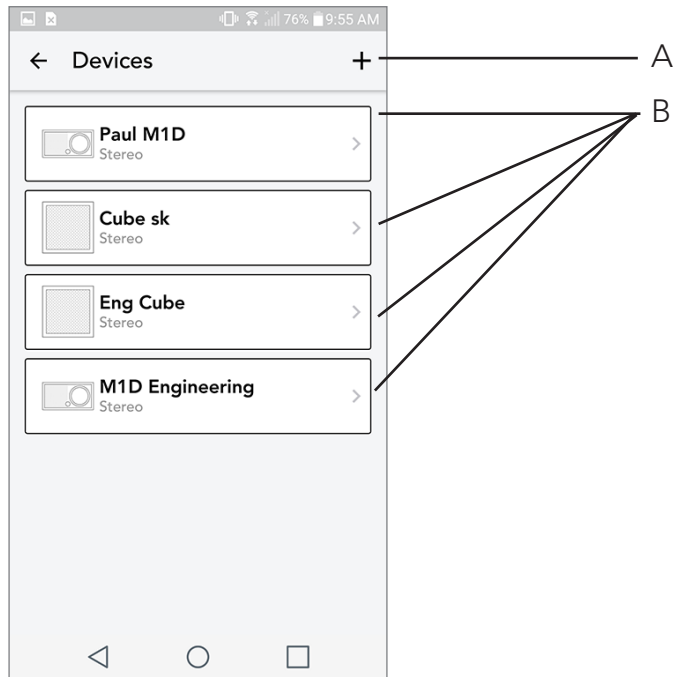 76% 9:55 AM
Devices
+
A
B
Paul M1D
Stereo
Cube sk
Stereo
Eng Cube
Stereo
M1D Engineering
Stereo